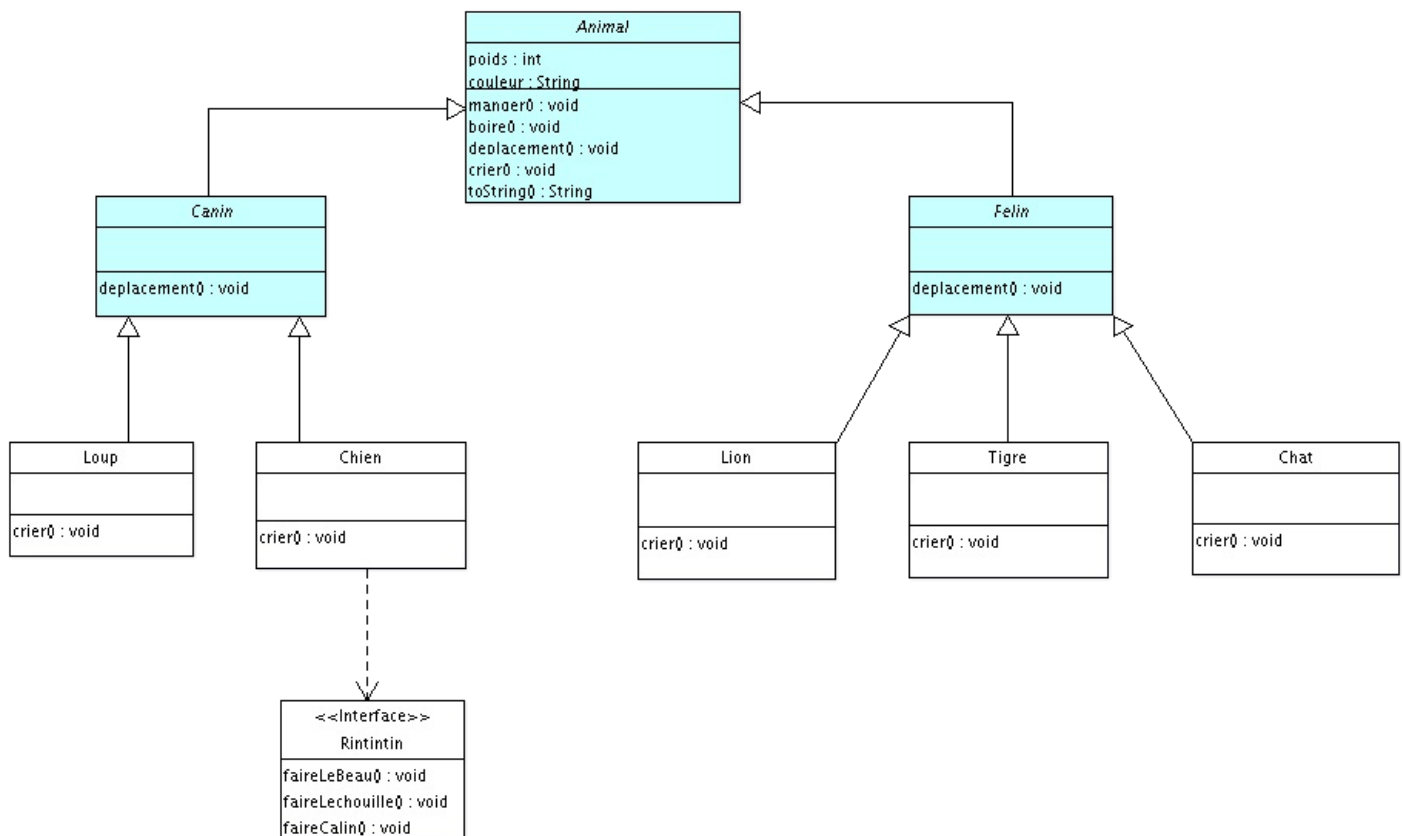 Animal
poids : int
couleur : String
manger() : void
boire() : void
deplacement() : void
crier() : void
toString() : String
Canin
deplacement() : void
Felin
deplacement() : void
Loup
crier() : void
Chien
crier() : void
Lion
crier() : void
Tigre
crier() : void
Chat
crier() : void
<<Interface>>
Rintintin
faireLeBeau() : void
faireLechouille() : void
faireCalin() : void